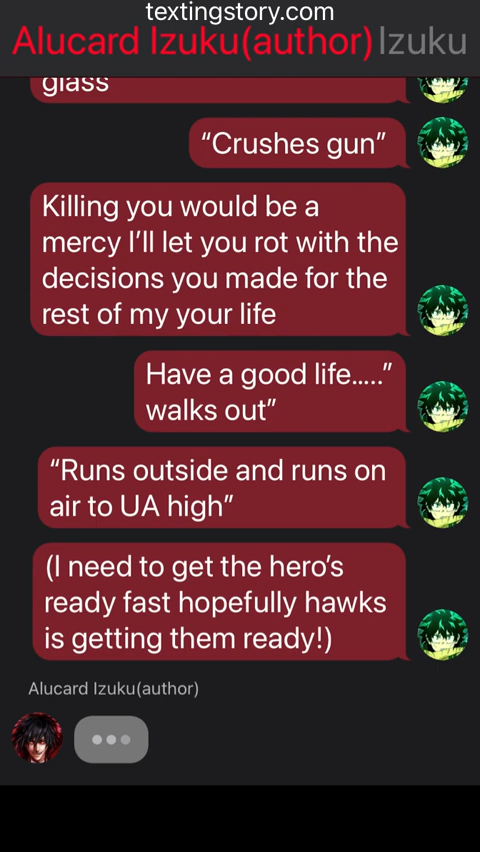 textingstory.com
Alucard Izuku(author) Izuku
glass
“Crushes gun”
Killing you would be a
mercy I’ll let you rot with the
decisions you made for the
rest of my your life
Have a good life.....”
walks out”
“Runs outside and runs on
air to UA high”
(I need to get the hero’s
ready fast hopefully hawks
is getting them ready!)
Alucard Izuku(author)